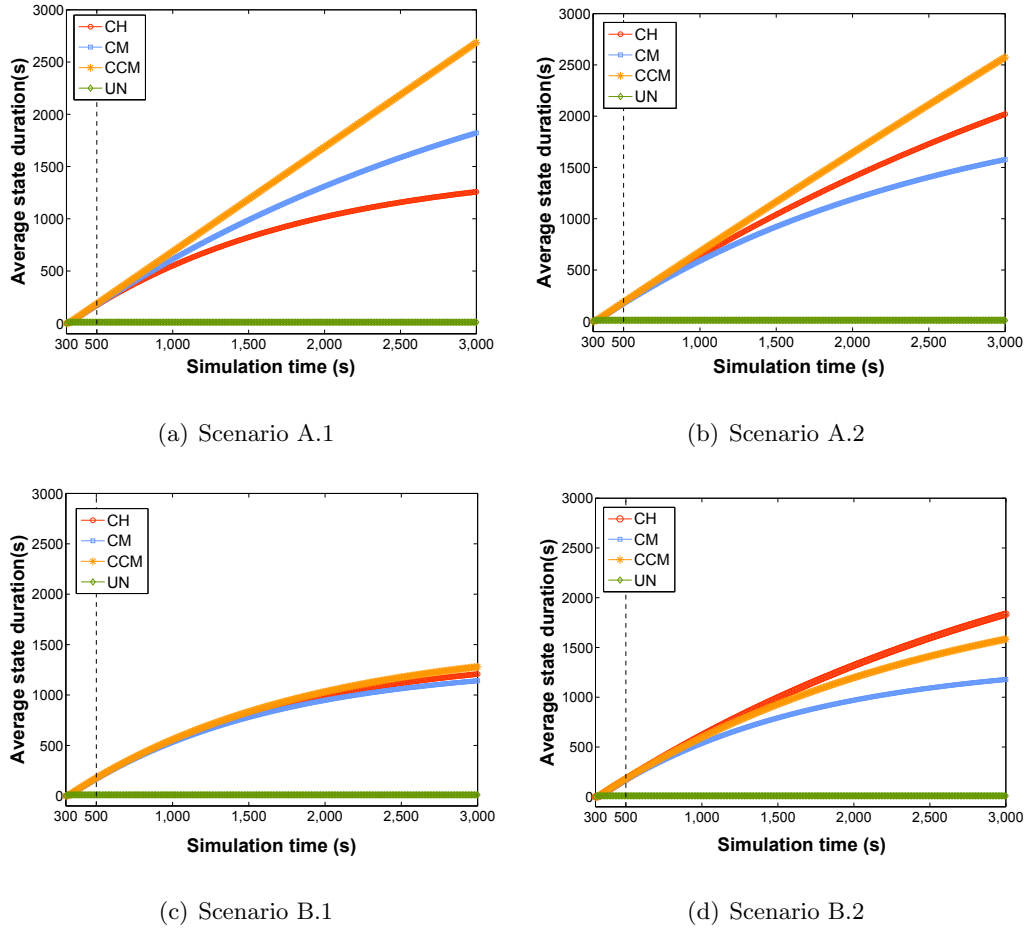 3000
2500
2000
1500
1000
500
0
Average state duration(s)
CH
CM
CCM
UN
300 500 1,000 1,500 2,000 2,500 3,000
Simulation time (s)
(a) Scenario A.1
3000
2500
2000
1500
1000
500
0
Average state duration(s)
CH
CM
CCM
UN
300 500 1,000 1,500 2,000 2,500 3,000
Simulation time (s)
(b) Scenario A.2
3000
2500
2000
1500
1000
500
0
Average state duration(s)
CH
CM
CCM
UN
300 500 1,000 1,500 2,000 2,500 3,000
Simulation time (s)
(c) Scenario B.1
3000
2500
2000
1500
1000
500
0
Average state duration(s)
CH
CM
CCM
UN
300 500 1,000 1,500 2,000 2,500 3,000
Simulation time (s)
(d) Scenario B.2